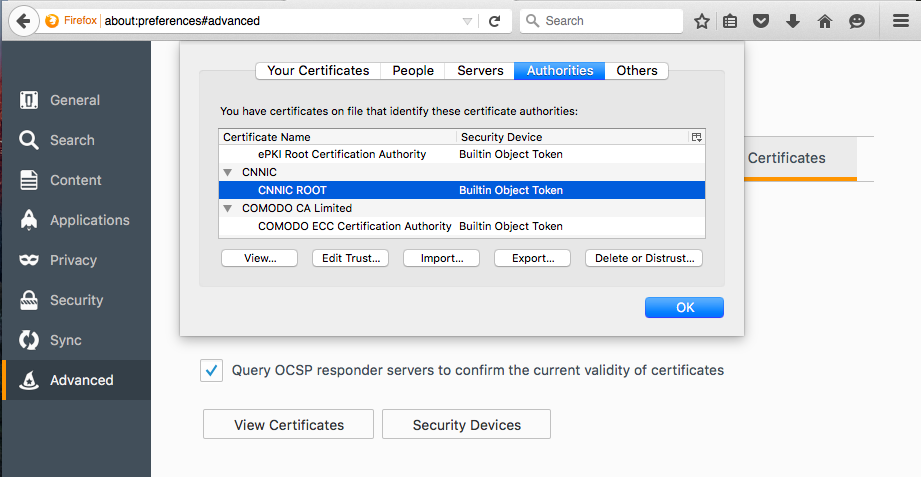 Firefox about:preferences#advanced Search
Your Certificates People Servers Authorities Others
General
Search
Content
Applications
Privacy
Security
Sync
Advanced
You have certificates on file that identify these certificate authorities:
Certificate Name Security Device
ePKI Root Certification Authority Builtin Object Token
CNNIC
CNNIC ROOT Builtin Object Token
COMODO CA Limited
COMODO ECC Certification Authority Builtin Object Token
View... Edit Trust... Import... Export... Delete or Distrust...
OK
Certificates
Query OCSP responder servers to confirm the current validity of certificates
View Certificates Security Devices